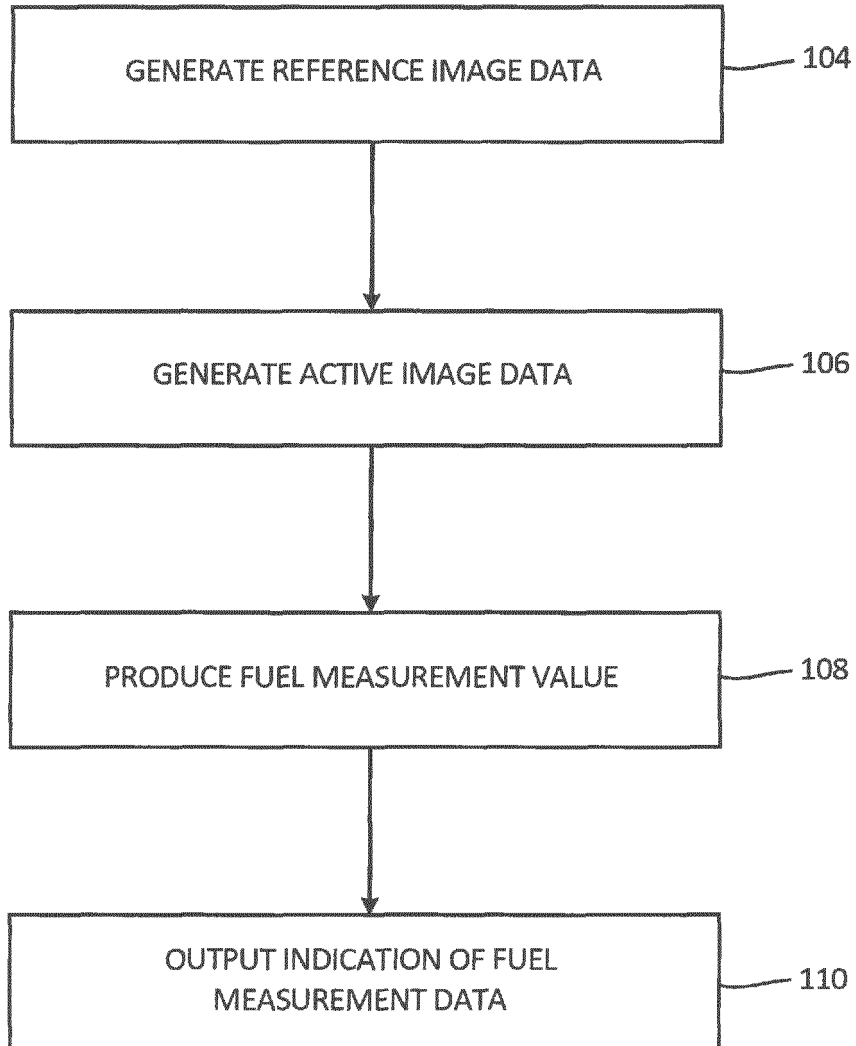 GENERATE REFERENCE IMAGE DATA
104
GENERATE ACTIVE IMAGE DATA
106
PRODUCE FUEL MEASUREMENT VALUE
108
OUTPUT INDICATION OF FUEL
MEASUREMENT DATA
110